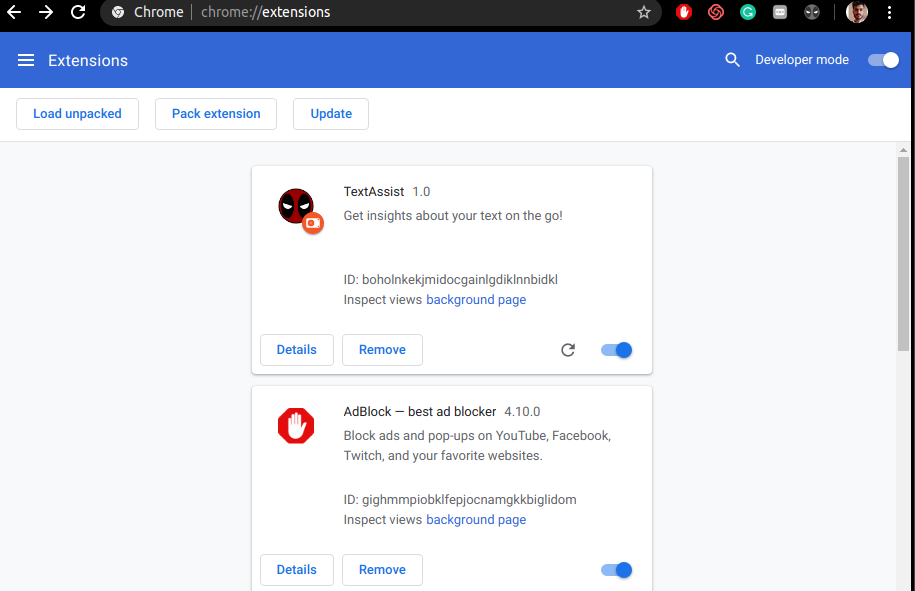 Chrome chrome://extensions
Extensions
Developer mode
Load unpacked
Pack extension
Update
TextAssist 1.0
Get insights about your text on the go!
ID: boholnkekjmidocgainlgdiklnnbidkl
Inspect views background page
Details
Remove
AdBlock — best ad blocker 4.10.0
Block ads and pop-ups on YouTube, Facebook,
Twitch, and your favorite websites.
ID: gighmmpiobklfepjocnamgkkbiglidom
Inspect views background page
Details
Remove